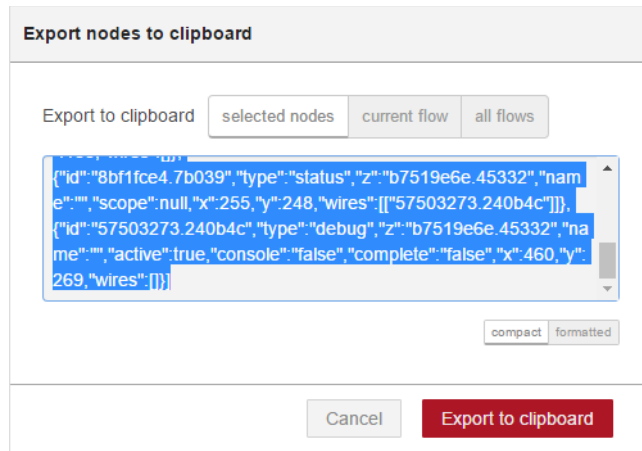 Export nodes to clipboard
Export to clipboard selected nodes current flow all flows
{"id":"8bf1fce4.7b039","type":"status","z":"b7519e6e.45332","nam
e":"","scope":null,"x":255,"y":248,"wires":[["57503273.240b4c"]]},
{"id":"57503273.240b4c","type":"debug","z":"b7519e6e.45332","na
me":"","active":true,"console":"false","complete":"false","x":460,"y":
269,"wires":[]}]
compact formatted
Cancel Export to clipboard